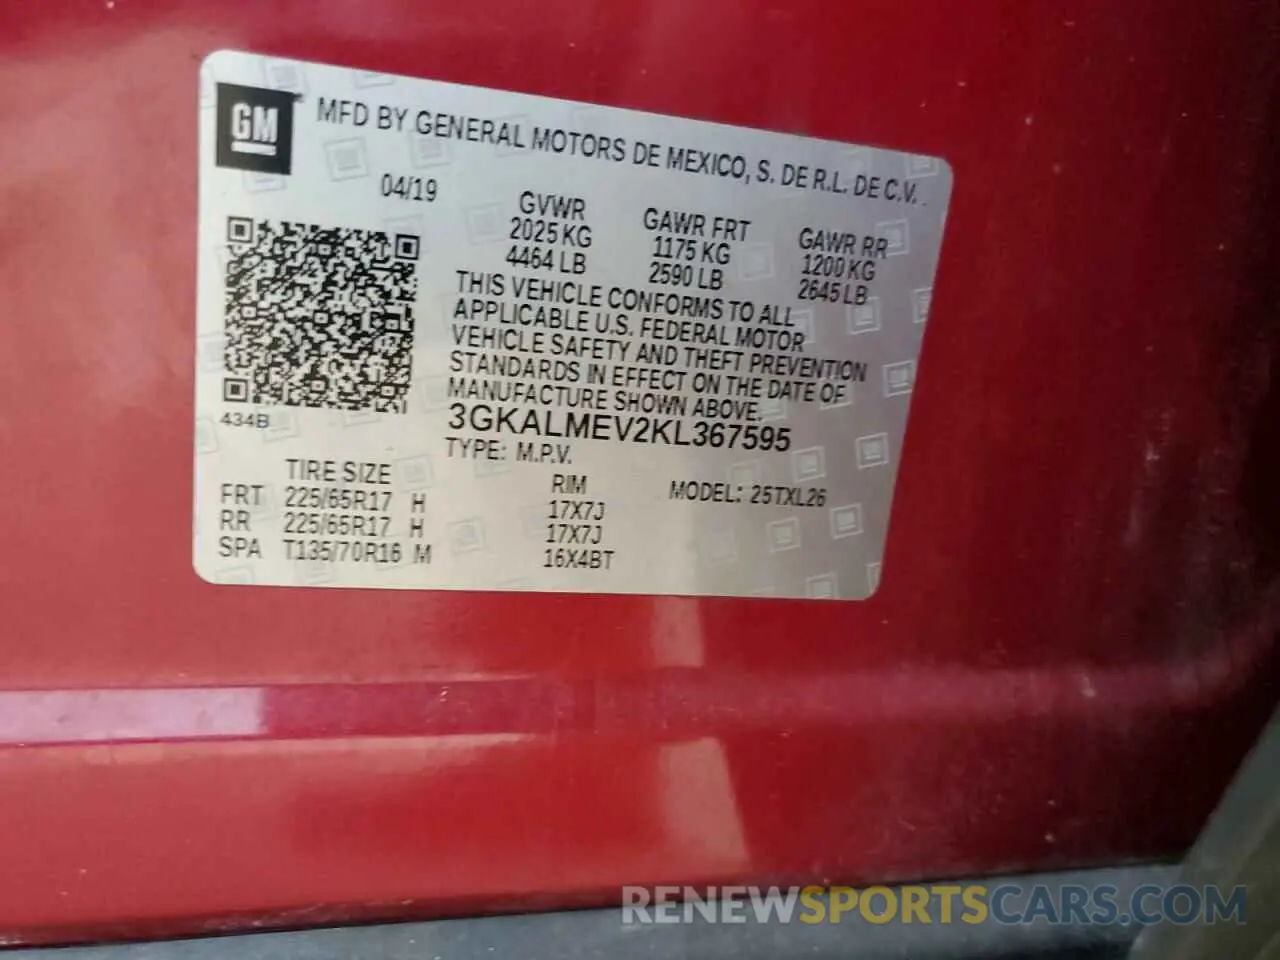 GM
MFD BY GENERAL MOTORS DE MEXICO, S. DE R.L. DE C.V.
04/19
GVWR
2025 KG
4464 LB
GAWR FRT
1175 KG
2590 LB
GAWR RR
1200 KG
2645 LB
THIS VEHICLE CONFORMS TO ALL
APPLICABLE U.S. FEDERAL MOTOR
VEHICLE SAFETY AND THEFT PREVENTION
STANDARDS IN EFFECT ON THE DATE OF
MANUFACTURE SHOWN ABOVE.
434B
3GKALMEV2KL367595
TYPE: M.P.V.
TIRE SIZE RIM MODEL: 25TXL26
FRT 225/65R17 H 17X7J
RR 225/65R17 H 17X7J
SPA T135/70R16 M 16X4BT
RENEWSPORTSCARS.COM